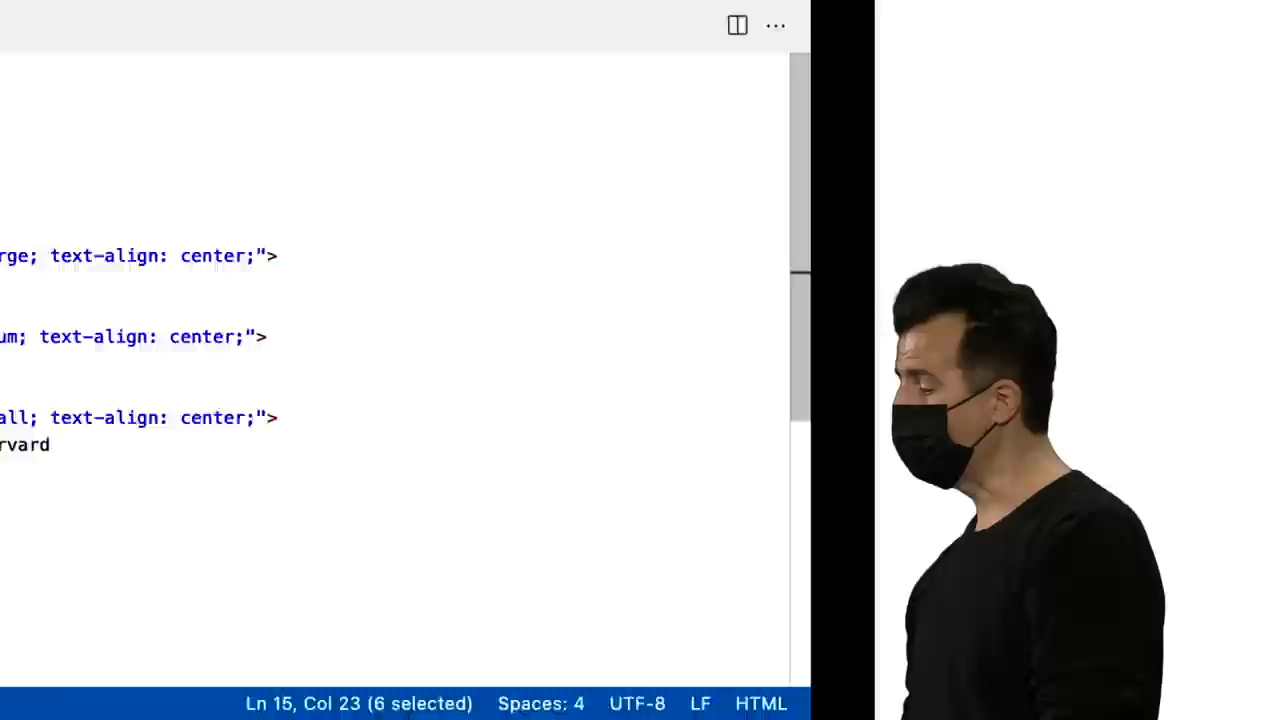 rge; text-align: center;">
um; text-align: center;">
all; text-align: center;">
rvard
Ln 15, Col 23 (6 selected) Spaces: 4 UTF-8 LF HTML